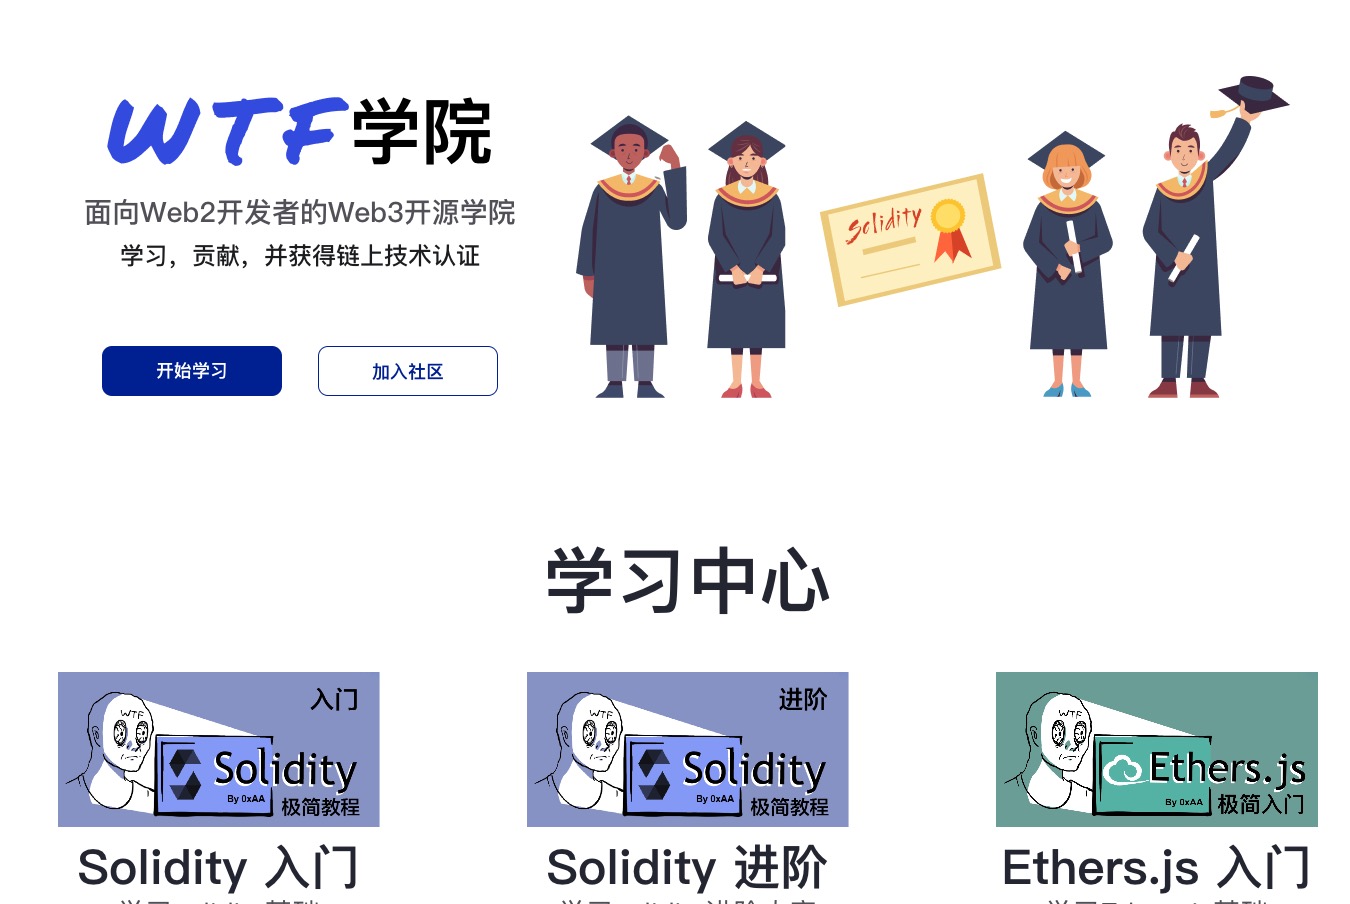 WTF学院
面向Web2开发者的Web3开源学院
学习，贡献，并获得链上技术认证
开始学习
加入社区
Solidity
学习中心
入门
WTF
Solidity
By 0xAA
极简教程
进阶
WTF
Solidity
By 0xAA
极简教程
WTF
Ethers.js
By 0xAA
极简入门
Solidity 入门
Solidity 进阶
Ethers.js 入门